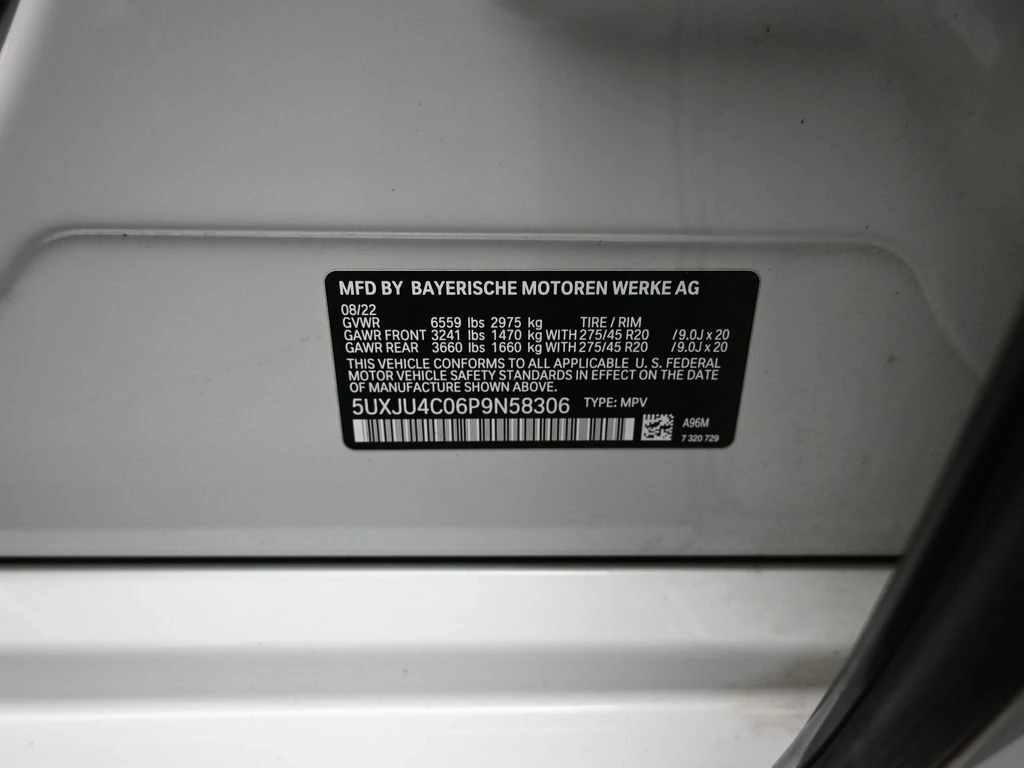 MFD BY BAYERISCHE MOTOREN WERKE AG
08/22
GVWR 6559 lbs 2975 kg TIRE / RIM
GAWR FRONT 3241 lbs 1470 kg WITH 275/45 R20 /9.0J x 20
GAWR REAR 3660 lbs 1660 kg WITH 275/45 R20 /9.0J x 20
THIS VEHICLE CONFORMS TO ALL APPLICABLE U. S. FEDERAL
MOTOR VEHICLE SAFETY STANDARDS IN EFFECT ON THE DATE
OF MANUFACTURE SHOWN ABOVE.
5UXJU4C06P9N58306 TYPE: MPV
A96M
7 320 729